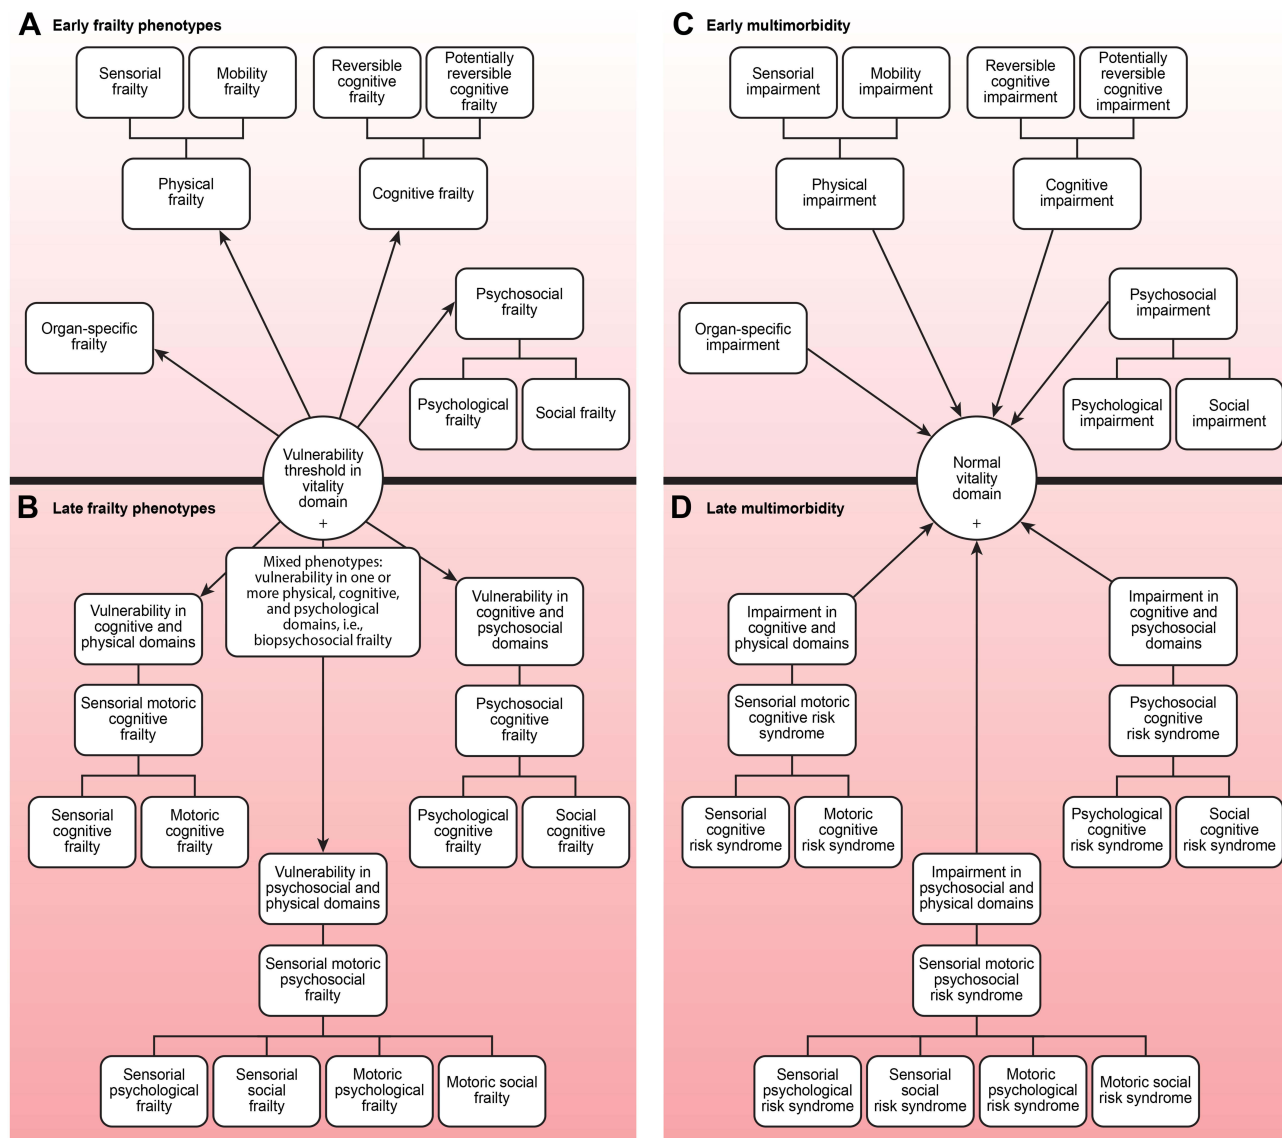 A Early frailty phenotypes
Sensorial
frailty
Mobility
frailty
Reversible
cognitive
frailty
Potentially
reversible
cognitive
frailty
Physical
frailty
Cognitive frailty
Psychosocial
frailty
Organ-specific
frailty
Psychological
frailty
Social frailty
Vulnerability
threshold in
vitality
domain
+
B Late frailty phenotypes
Mixed phenotypes:
vulnerability in one or
more physical, cognitive,
and psychological
domains, i.e.,
biopsychosocial frailty
Vulnerability in
cognitive and
physical domains
Vulnerability in
cognitive and
psychosocial
domains
Sensorial motoric
cognitive
frailty
Psychosocial
cognitive
frailty
Sensorial
cognitive
frailty
Motoric
cognitive
frailty
Psychological
cognitive
frailty
Social
cognitive
frailty
Vulnerability in
psychosocial and
physical domains
Sensorial motoric
psychosocial
frailty
Sensorial
psychological
frailty
Sensorial
social
frailty
Motoric
psychological
frailty
Motoric social
frailty
C Early multimorbidity
Sensorial
impairment
Mobility
impairment
Reversible
cognitive
impairment
Potentially
reversible
cognitive
impairment
Physical
impairment
Cognitive
impairment
Psychosocial
impairment
Organ-specific
impairment
Psychological
impairment
Social
impairment
Normal
vitality
domain
+
D Late multimorbidity
Impairment in
cognitive and
physical domains
Impairment in
cognitive and
psychosocial
domains
Sensorial motoric
cognitive risk
syndrome
Psychosocial
cognitive
risk syndrome
Sensorial
cognitive
risk syndrome
Motoric
cognitive
risk syndrome
Psychological
cognitive
risk syndrome
Social
cognitive
risk syndrome
Impairment in
psychosocial and
physical domains
Sensorial motoric
psychosocial
risk syndrome
Sensorial
psychological
risk syndrome
Sensorial
social
risk syndrome
Motoric
psychological
risk syndrome
Motoric social
risk syndrome